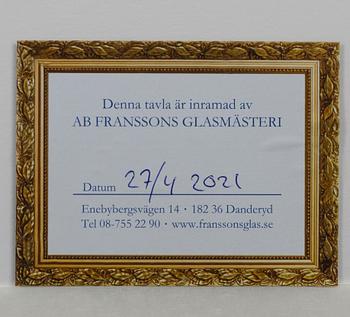 Denna tavla är inramad av
AB FRANSSONS GLASMÄSTERI
Datum 27/4 2021
Enebybergsvägen 14 · 182 36 Danderyd
Tel 08-755 22 90 · www.franssonsglas.se